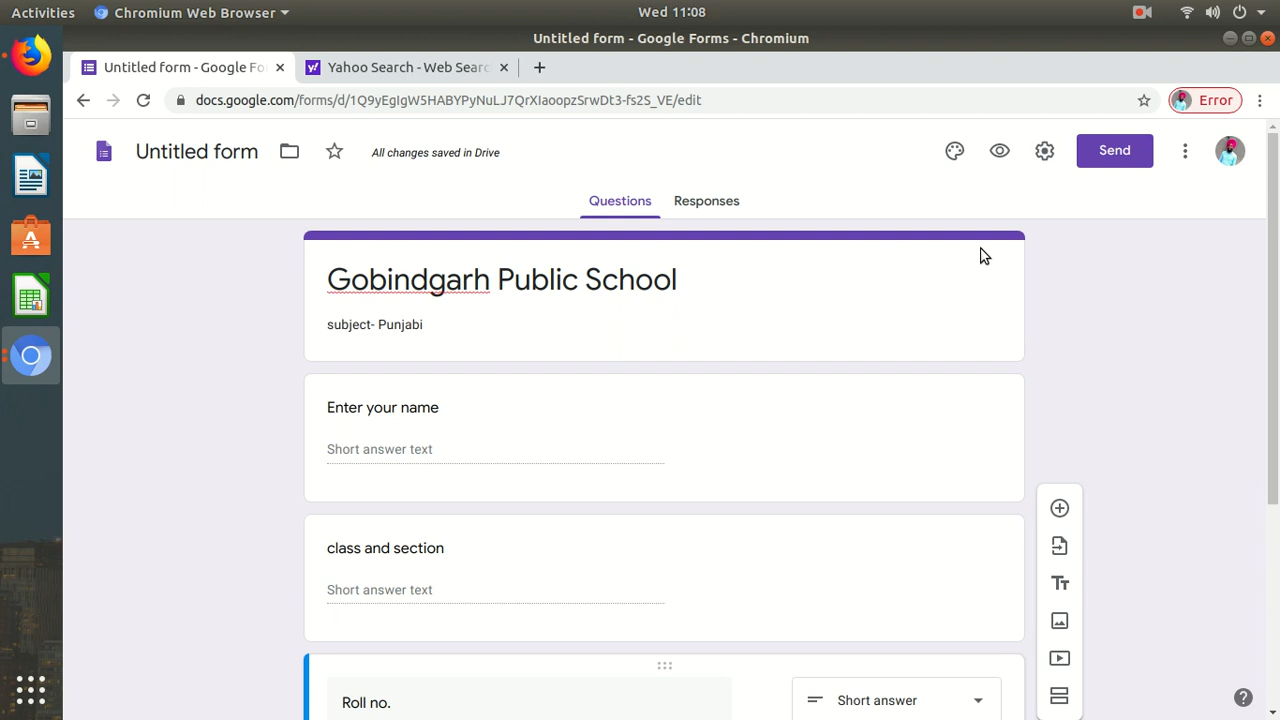 Activities Chromium Web Browser Wed 11:08
Untitled form - Google Forms - Chromium
Untitled form - Google Fo Yahoo Search - Web Searc
docs.google.com/forms/d/1Q9yEgIgW5HABYPyNuLJ7QrXIaoopzSrwDt3-fs2S_VE/edit Error
Untitled form All changes saved in Drive Send
Questions Responses
Gobindgarh Public School
subject- Punjabi
Enter your name
Short answer text
class and section
Short answer text
Roll no. Short answer